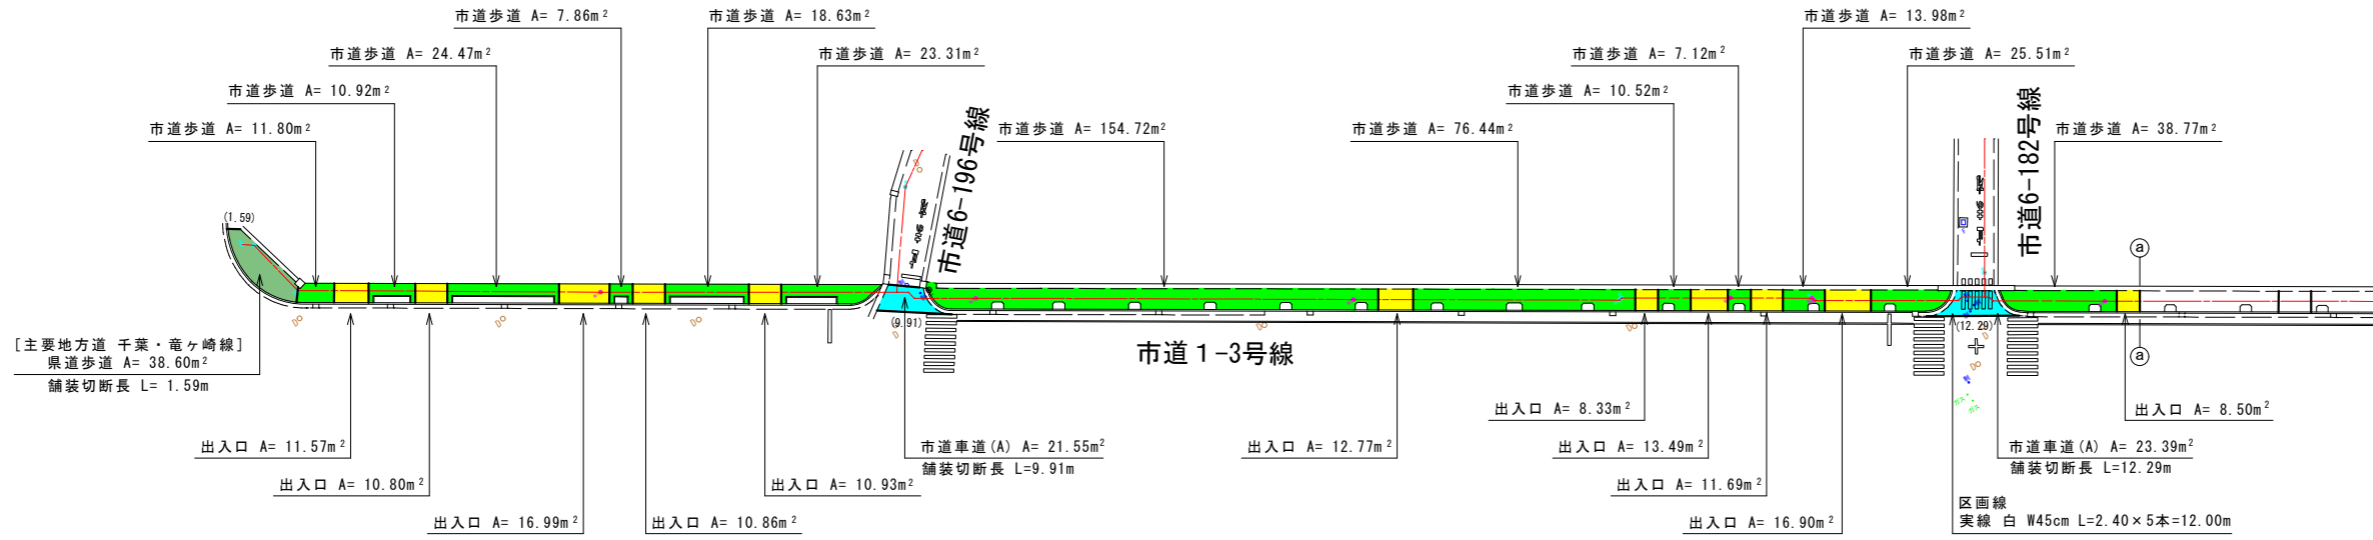 市道歩道 A= 7.86m²
市道歩道 A= 18.63m²
市道歩道 A= 13.98m²
市道歩道 A= 24.47m²
市道歩道 A= 23.31m²
市道歩道 A= 7.12m²
市道歩道 A= 25.51m²
市道歩道 A= 10.92m²
市道歩道 A= 10.52m²
市道歩道 A= 11.80m²
市道歩道 A= 154.72m²
市道歩道 A= 76.44m²
市道歩道 A= 38.77m²
市道6-196号線
市道6-182号線
(1.59)
(9.91)
(12.29)
a
a
市道1-3号線
[主要地方道 千葉・竜ヶ崎線]
県道歩道 A= 38.60m²
舗装切断長 L= 1.59m
出入口 A= 8.33m²
出入口 A= 8.50m²
出入口 A= 11.57m²
市道車道(A) A= 21.55m²
舗装切断長 L=9.91m
出入口 A= 12.77m²
出入口 A= 13.49m²
市道車道(A) A= 23.39m²
舗装切断長 L=12.29m
出入口 A= 10.80m²
出入口 A= 10.93m²
出入口 A= 11.69m²
区画線
実線 白 W45cm L=2.40×5本=12.00m
出入口 A= 16.99m²
出入口 A= 10.86m²
出入口 A= 16.90m²